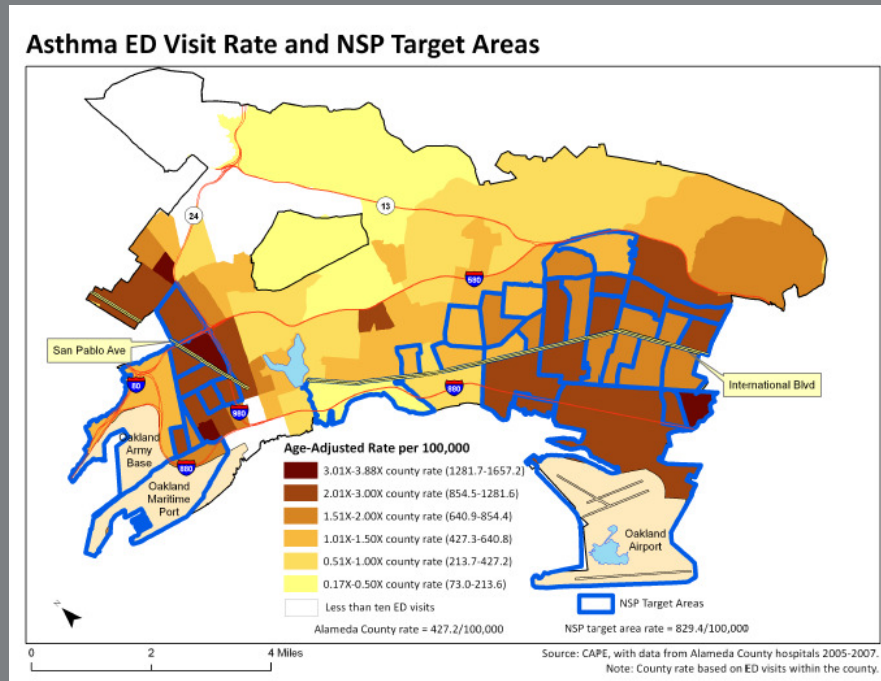 Asthma ED Visit Rate and NSP Target Areas
24
13
580
San Pablo Ave
80
980
880
International Blvd
Oakland
Army
Base
880
Oakland
Maritime
Port
Oakland
Airport
Age-Adjusted Rate per 100,000
3.01X-3.88X county rate (1281.7-1657.2)
2.01X-3.00X county rate (854.5-1281.6)
1.51X-2.00X county rate (640.9-854.4)
1.01X-1.50X county rate (427.3-640.8)
0.51X-1.00X county rate (213.7-427.2)
0.17X-0.50X county rate (73.0-213.6)
Less than ten ED visits
NSP Target Areas
Alameda County rate = 427.2/100,000
NSP target area rate = 829.4/100,000
0 2 4 Miles
Source: CAPE, with data from Alameda County hospitals 2005-2007.
Note: County rate based on ED visits within the county.